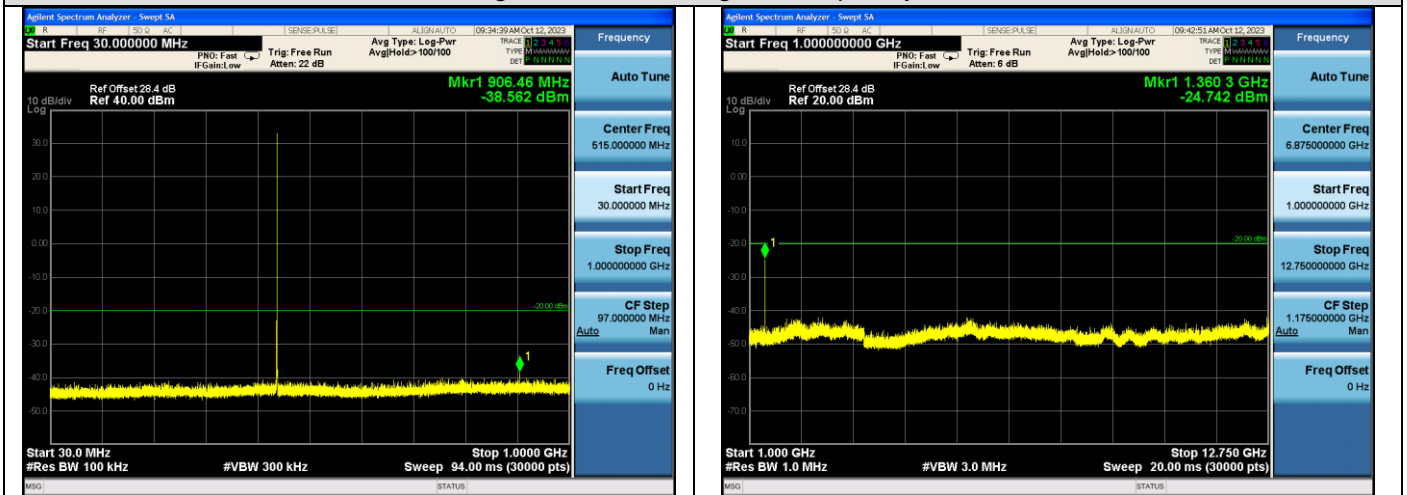 Agilent Spectrum Analyzer - Swept SA
R RF 50 Ω AC SENSE:PULSE ALIGNAUTO 09:34:39 AM Oct 12, 2023
Start Freq 30.000000 MHz
PNO: Fast
IFGain:Low
Trig: Free Run
Atten: 22 dB
Avg Type: Log-Pwr
Avg|Hold:>100/100
TRACE 1 2 3 4 5 6
TYPE M
DET P N N N N N
Ref Offset 28.4 dB
Ref 40.00 dBm
10 dB/div
Log
Mkr1 906.46 MHz
-38.562 dBm
30.0
20.0
10.0
0.00
-10.0
-20.0
-30.0
-40.0
-50.0
-20.00 dBm
1
Start 30.0 MHz
Stop 1.0000 GHz
#Res BW 100 kHz
#VBW 300 kHz
Sweep 94.00 ms (30000 pts)
MSG STATUS
Frequency
Auto Tune
Center Freq
515.000000 MHz
Start Freq
30.000000 MHz
Stop Freq
1.000000000 GHz
CF Step
97.000000 MHz
Auto Man
Freq Offset
0 Hz
Agilent Spectrum Analyzer - Swept SA
R RF 50 Ω AC SENSE:PULSE ALIGNAUTO 09:42:51 AM Oct 12, 2023
Start Freq 1.000000000 GHz
PNO: Fast
IFGain:Low
Trig: Free Run
Atten: 6 dB
Avg Type: Log-Pwr
Avg|Hold:>100/100
TRACE 1 2 3 4 5 6
TYPE M
DET P N N N N N
Ref Offset 28.4 dB
Ref 20.00 dBm
10 dB/div
Log
Mkr1 1.360 3 GHz
-24.742 dBm
10.0
0.00
-10.0
-20.0
-30.0
-40.0
-50.0
-60.0
-70.0
-20.00 dBm
1
Start 1.000 GHz
Stop 12.750 GHz
#Res BW 1.0 MHz
#VBW 3.0 MHz
Sweep 20.00 ms (30000 pts)
MSG STATUS
Frequency
Auto Tune
Center Freq
6.875000000 GHz
Start Freq
1.000000000 GHz
Stop Freq
12.750000000 GHz
CF Step
1.175000000 GHz
Auto Man
Freq Offset
0 Hz